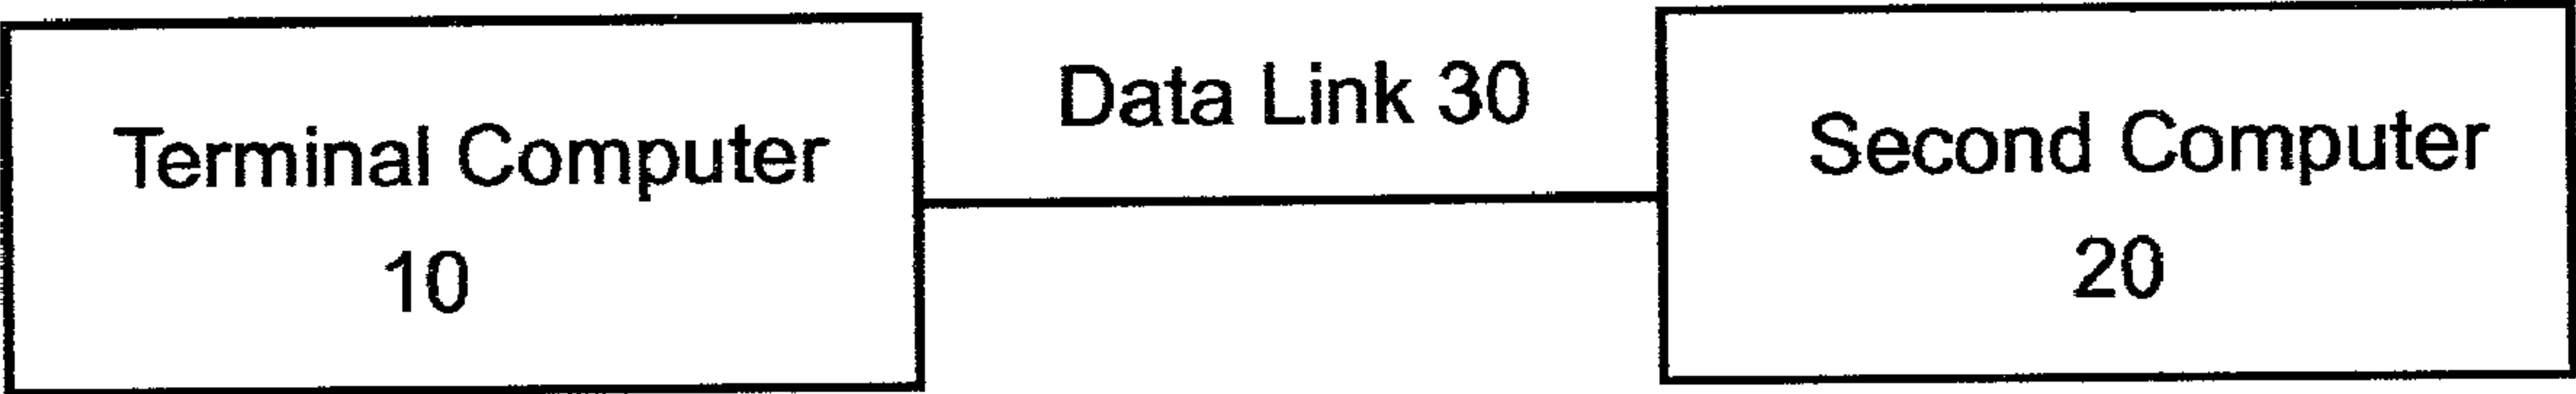 Terminal Computer
10
Data Link 30
Second Computer
20